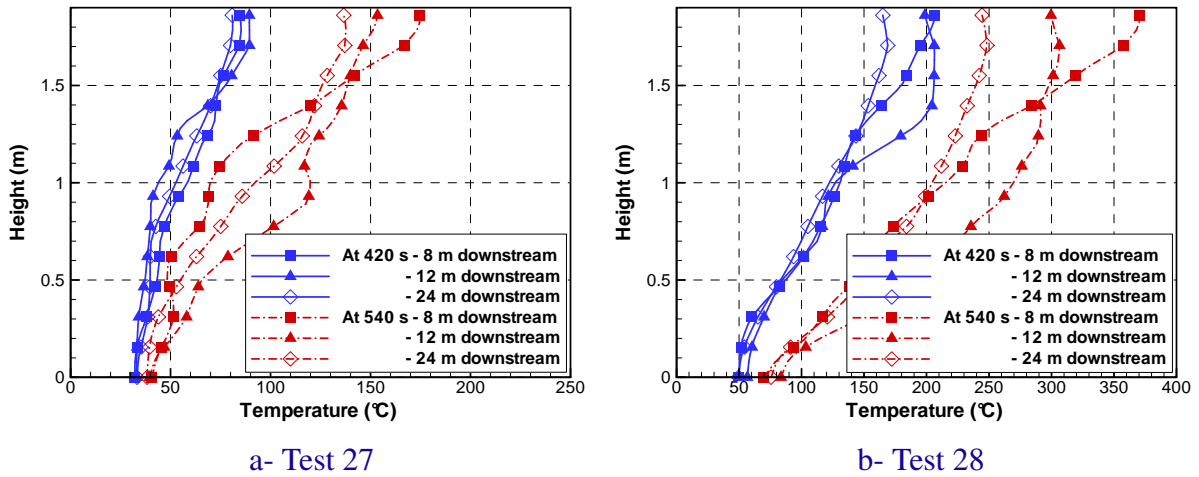 Height (m)
1.5
1
0.5
0
0 50 100 150 200 250
Temperature (°C)
At 420 s - 8 m downstream
- 12 m downstream
- 24 m downstream
At 540 s - 8 m downstream
- 12 m downstream
- 24 m downstream
a- Test 27
Height (m)
1.5
1
0.5
0
0 50 100 150 200 250 300 350 400
Temperature (°C)
At 420 s - 8 m downstream
- 12 m downstream
- 24 m downstream
At 540 s - 8 m downstream
- 12 m downstream
- 24 m downstream
b- Test 28